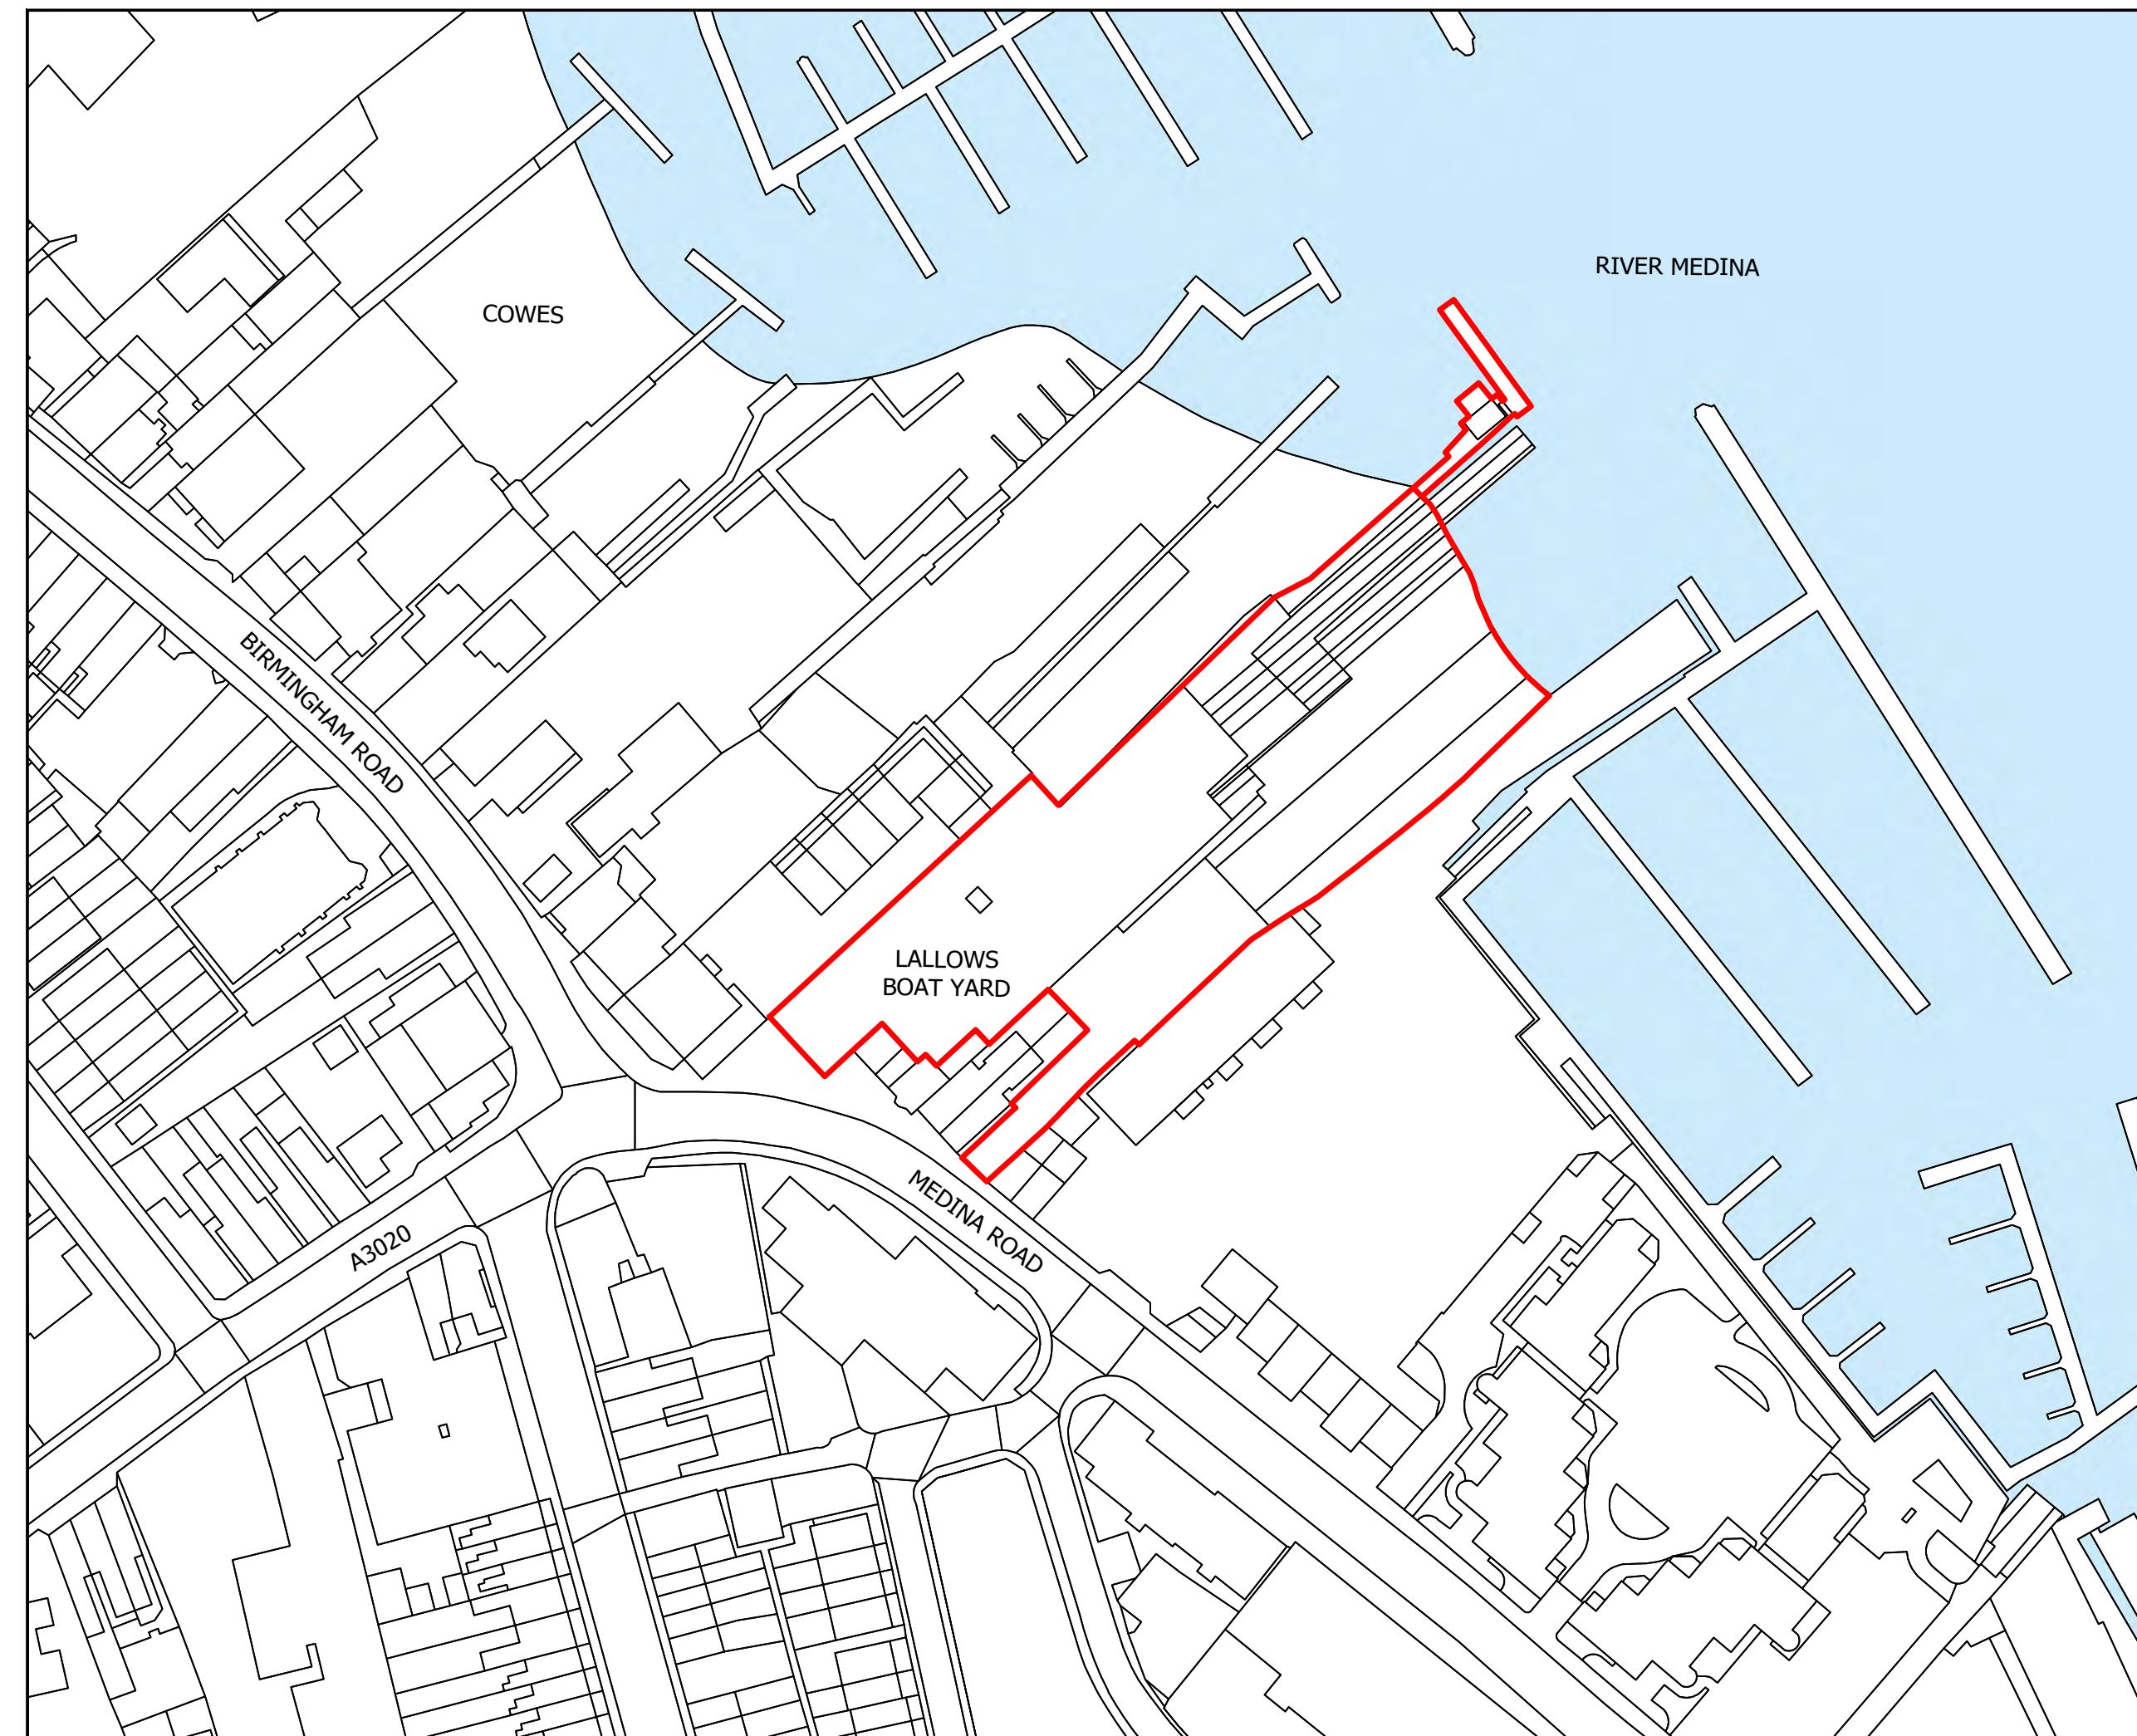 RIVER MEDINA
COWES
BIRMINGHAM ROAD
LALLOWS
BOAT YARD
MEDINA ROAD
A3020